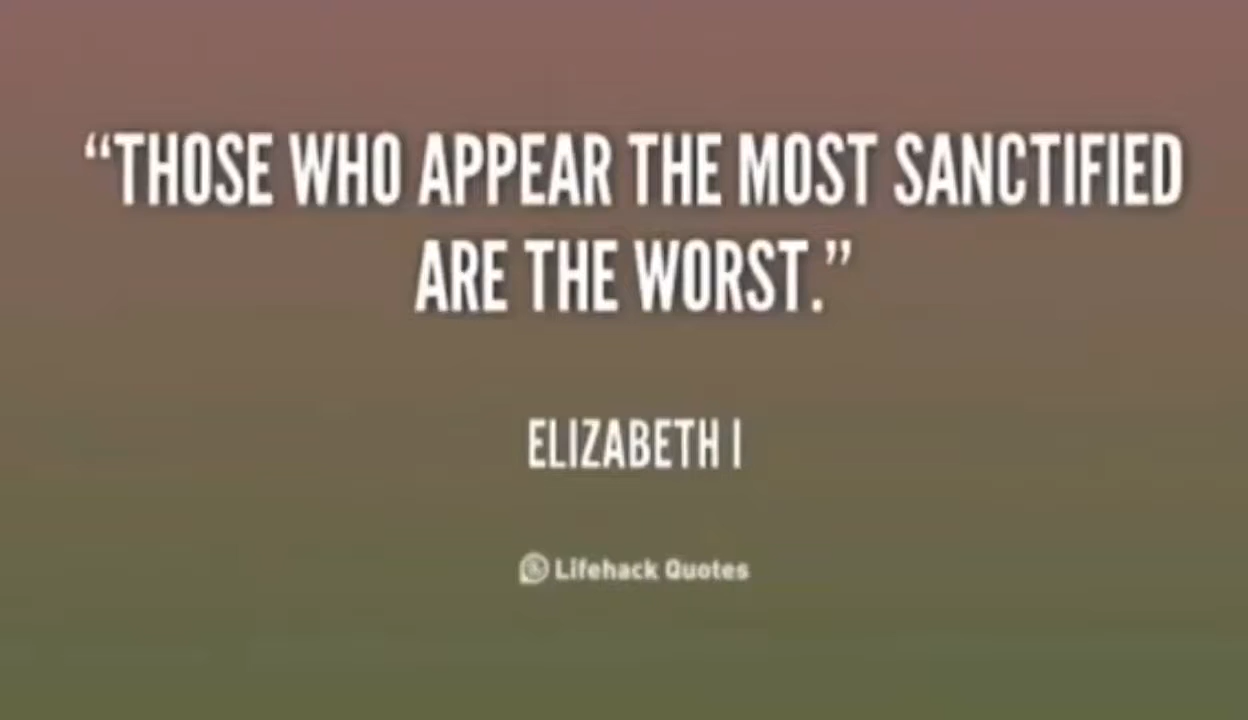 “THOSE WHO APPEAR THE MOST SANCTIFIED
ARE THE WORST.”
ELIZABETH I
Lifehack Quotes